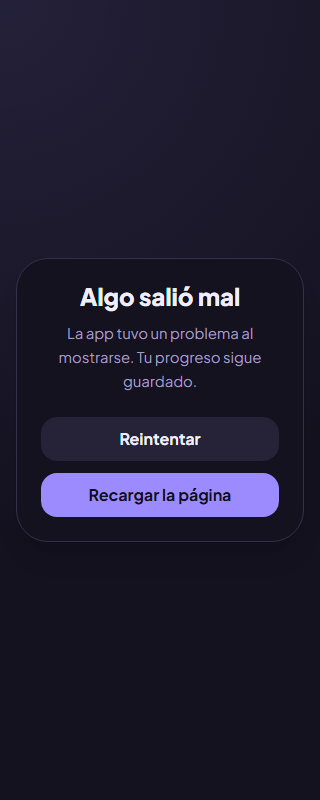 Algo salió mal
La app tuvo un problema al
mostrarse. Tu progreso sigue
guardado.
Reintentar
Recargar la página